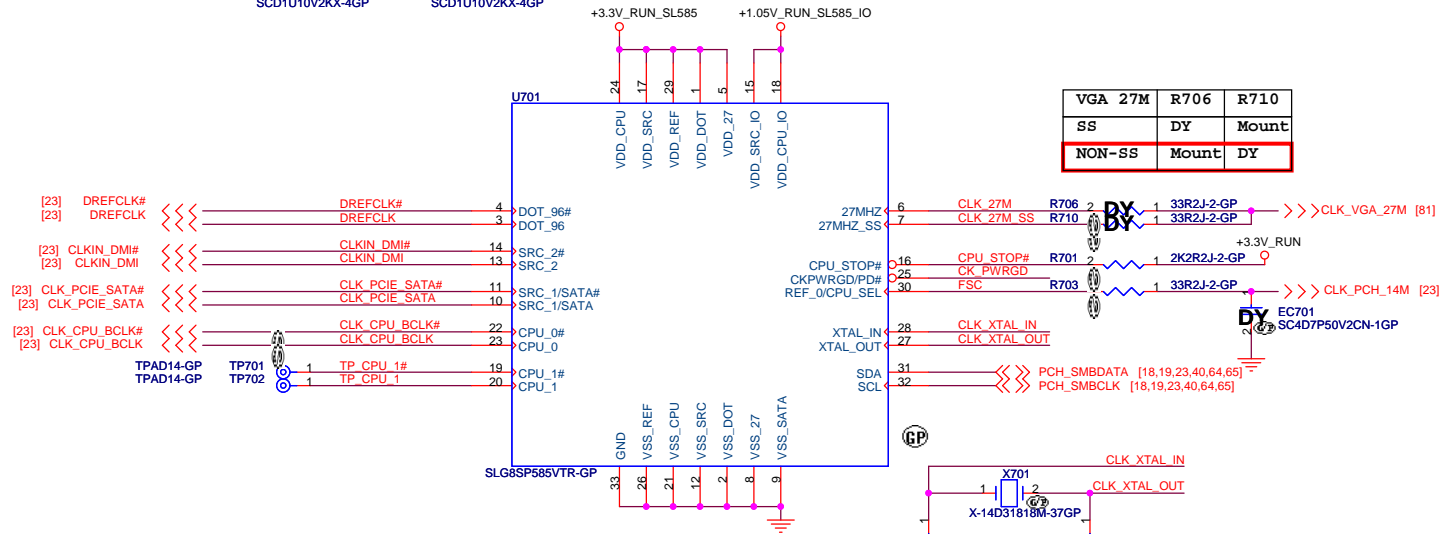 SCD1U10V2KX-4GP SCD1U10V2KX-4GP
+3.3V_RUN_SL585 +1.05V_RUN_SL585_IO
24 17 29 1 5 15 18
U701
VDD_CPU VDD_SRC VDD_REF VDD_DOT VDD_27 VDD_SRC_IO VDD_CPU_IO
VGA 27M R706 R710
SS DY Mount
NON-SS Mount DY
[23] DREFCLK# DREFCLK# 4 DOT_96#
[23] DREFCLK DREFCLK 3 DOT_96
[23] CLKIN_DMI# CLKIN_DMI# 14 SRC_2#
[23] CLKIN_DMI CLKIN_DMI 13 SRC_2
[23] CLK_PCIE_SATA# CLK_PCIE_SATA# 11 SRC_1/SATA#
[23] CLK_PCIE_SATA CLK_PCIE_SATA 10 SRC_1/SATA
[23] CLK_CPU_BCLK# CLK_CPU_BCLK# 22 CPU_0#
[23] CLK_CPU_BCLK CLK_CPU_BCLK 23 CPU_0
TPAD14-GP TP701 1 TP_CPU_1# 19 CPU_1#
TPAD14-GP TP702 1 TP_CPU_1 20 CPU_1
27MHZ 6 CLK_27M R706 2 DY 1 33R2J-2-GP CLK_VGA_27M [81]
27MHZ_SS 7 CLK_27M_SS R710 DY 1 33R2J-2-GP
+3.3V_RUN
CPU_STOP# 16 CPU_STOP# R701 2 1 2K2R2J-2-GP
CKPWRGD/PD# 25 CK_PWRGD
REF_0/CPU_SEL 30 FSC R703 1 33R2J-2-GP CLK_PCH_14M [23]
1 DY 2 EC701
SC4D7P50V2CN-1GP
XTAL_IN 28 CLK_XTAL_IN
XTAL_OUT 27 CLK_XTAL_OUT
SDA 31 PCH_SMBDATA [18,19,23,40,64,65]
SCL 32 PCH_SMBCLK [18,19,23,40,64,65]
GND VSS_REF VSS_CPU VSS_SRC VSS_DOT VSS_27 VSS_SATA
SLG8SP585VTR-GP
33 26 21 12 2 8 9
GP
CLK_XTAL_IN
X701
1 2 CLK_XTAL_OUT
X-14D31818M-37GP
1 1